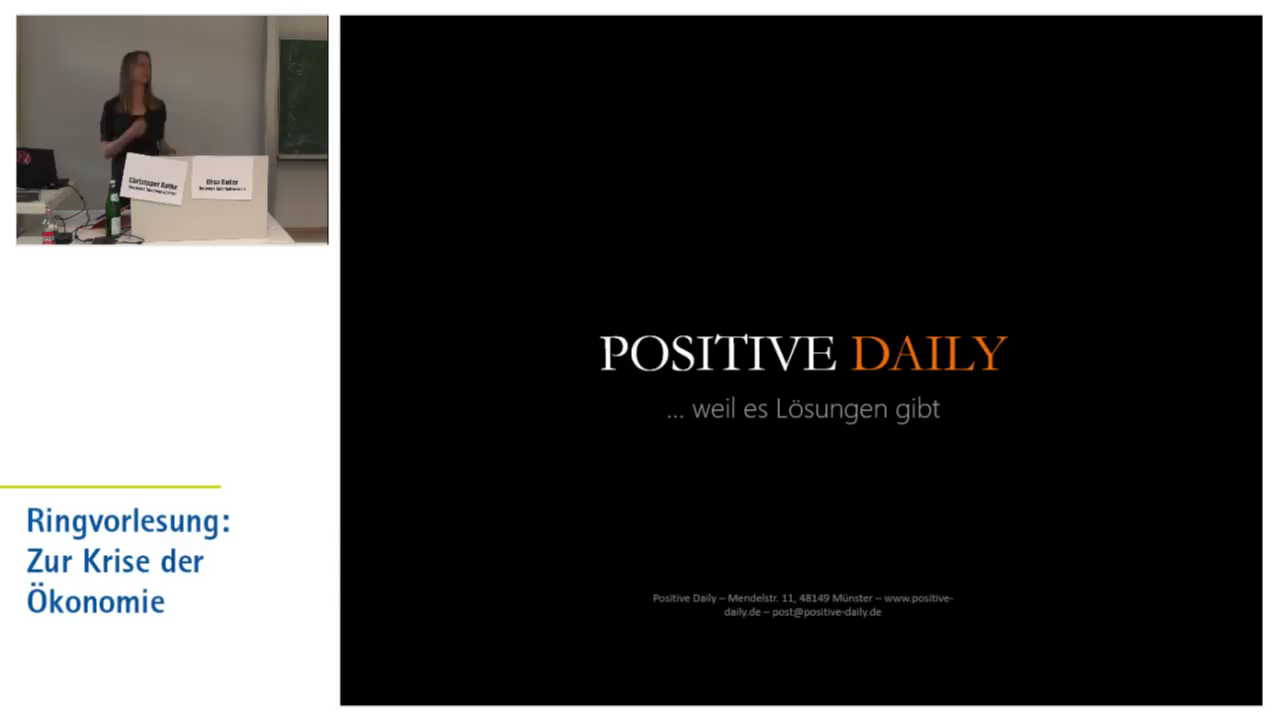 POSITIVE DAILY
... weil es Lösungen gibt
Positive Daily – Mendelstr. 11, 48149 Münster – www.positive-
daily.de – post@positive-daily.de
Ringvorlesung:
Zur Krise der
Ökonomie